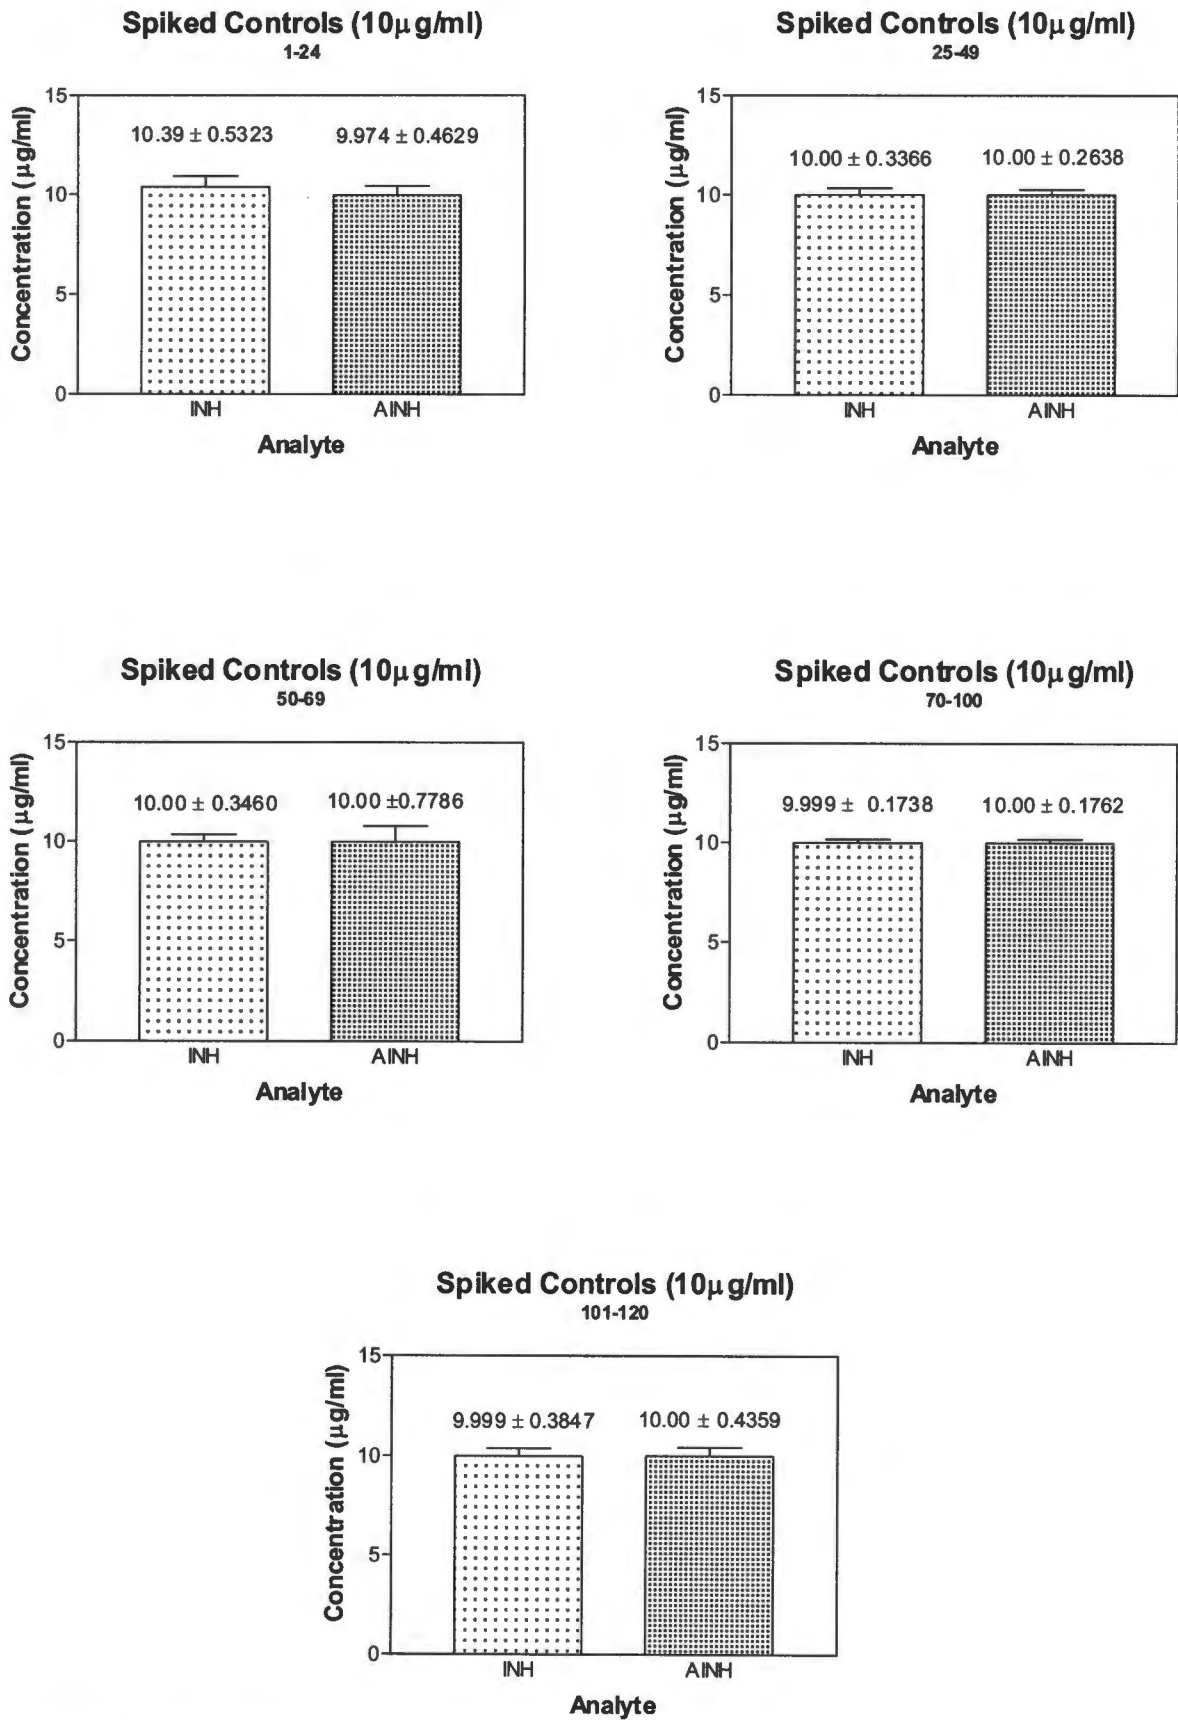 Spiked Controls (10μg/ml)
1-24
Concentration (μg/ml)
15
10
5
0
10.39 ± 0.5323
9.974 ± 0.4629
INH
AINH
Analyte
Spiked Controls (10μg/ml)
25-49
Concentration (μg/ml)
15
10
5
0
10.00 ± 0.3366
10.00 ± 0.2638
INH
AINH
Analyte
Spiked Controls (10μg/ml)
50-69
Concentration (μg/ml)
15
10
5
0
10.00 ± 0.3460
10.00 ±0.7786
INH
AINH
Analyte
Spiked Controls (10μg/ml)
70-100
Concentration (μg/ml)
15
10
5
0
9.999 ± 0.1738
10.00 ± 0.1762
INH
AINH
Analyte
Spiked Controls (10μg/ml)
101-120
Concentration (μg/ml)
15
10
5
0
9.999 ± 0.3847
10.00 ± 0.4359
INH
AINH
Analyte